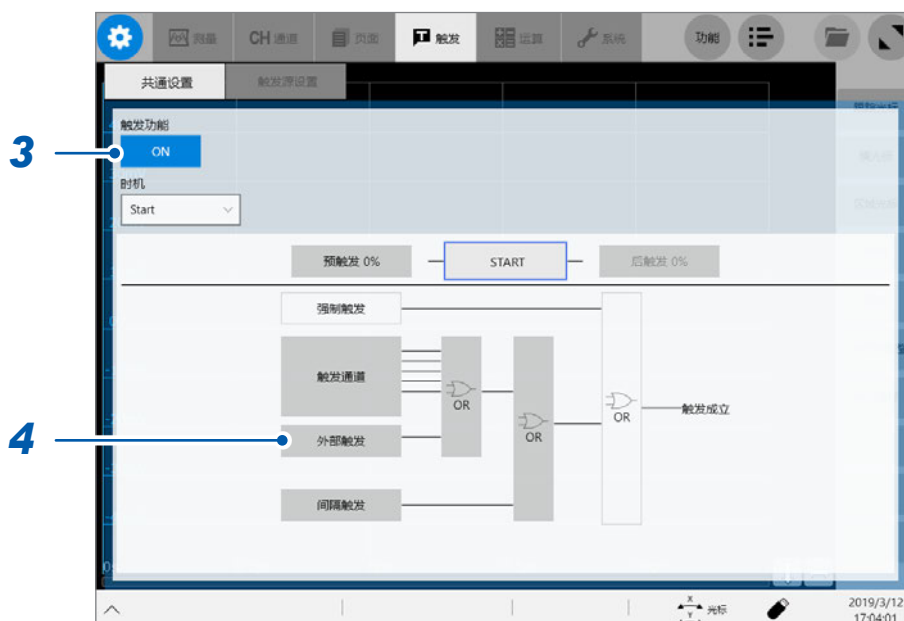 测量 CH 通道 页面 触发 运算 系统 功能
共通设置 触发源设置
触发功能
3
ON
时机
Start
预触发 0% START 后触发 0%
强制触发
触发通道
OR
OR
OR
触发成立
4
外部触发
间隔触发
光标
2019/3/12
17:04:01